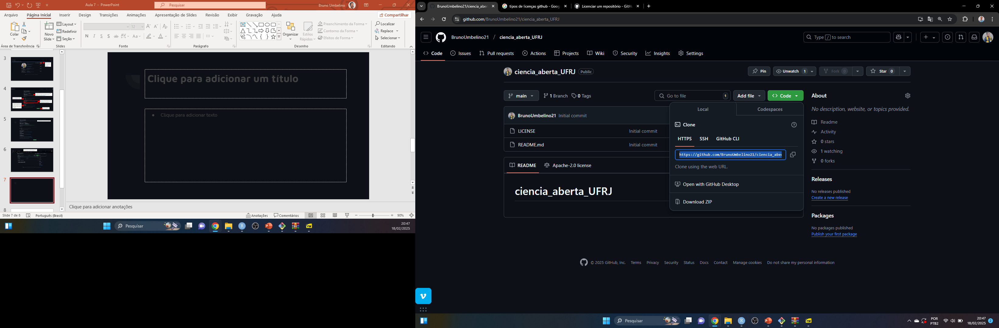 Aula 7 - PowerPoint
Pesquisar
Bruno Umbelino
Arquivo Página Inicial Inserir Design Transições Animações Apresentação de Slides Revisão Exibir Gravação Ajuda
Compartilhar
Colar
Novo Slide
Layout
Redefinir
Seção
12
N I S S ab AV Aa A
Organizar
Estilos Rápidos
Preenchimento da Forma
Contorno da Forma
Efeitos de Forma
Localizar
Replace
Selecionar
Área de Transferência Slides Fonte Parágrafo Desenho Editando
3
4
5
6
7
8
Clique para adicionar um título
Clique para adicionar texto
Clique para adicionar anotações
Slide 7 de 8 Português (Brasil) Anotações Comentários 90%
Pesquisar
20:47
18/02/2025
BrunoUmbelino21/ciencia_aber
tipos de licenças github - Goog
Licenciar um repositório - GitH
github.com/BrunoUmbelino21/ciencia_aberta_UFRJ
BrunoUmbelino21 / ciencia_aberta_UFRJ
Type / to search
Code Issues Pull requests Actions Projects Wiki Security Insights Settings
ciencia_aberta_UFRJ Public
Pin Unwatch 1 Fork 0 Star 0
main 1 Branch 0 Tags
Go to file t
Add file
Code
BrunoUmbelino21 Initial commit
LICENSE Initial commit
README.md Initial commit
README Apache-2.0 license
ciencia_aberta_UFRJ
Local Codespaces
Clone
HTTPS SSH GitHub CLI
https://github.com/BrunoUmbelino21/ciencia_aber
Clone using the web URL.
Open with GitHub Desktop
Download ZIP
About
No description, website, or topics provided.
Readme
Activity
0 stars
1 watching
0 forks
Releases
No releases published
Create a new release
Packages
No packages published
Publish your first package
© 2025 GitHub, Inc. Terms Privacy Security Status Docs Contact Manage cookies Do not share my personal information
Pesquisar
POR
PTB2
20:47
18/02/2025
2